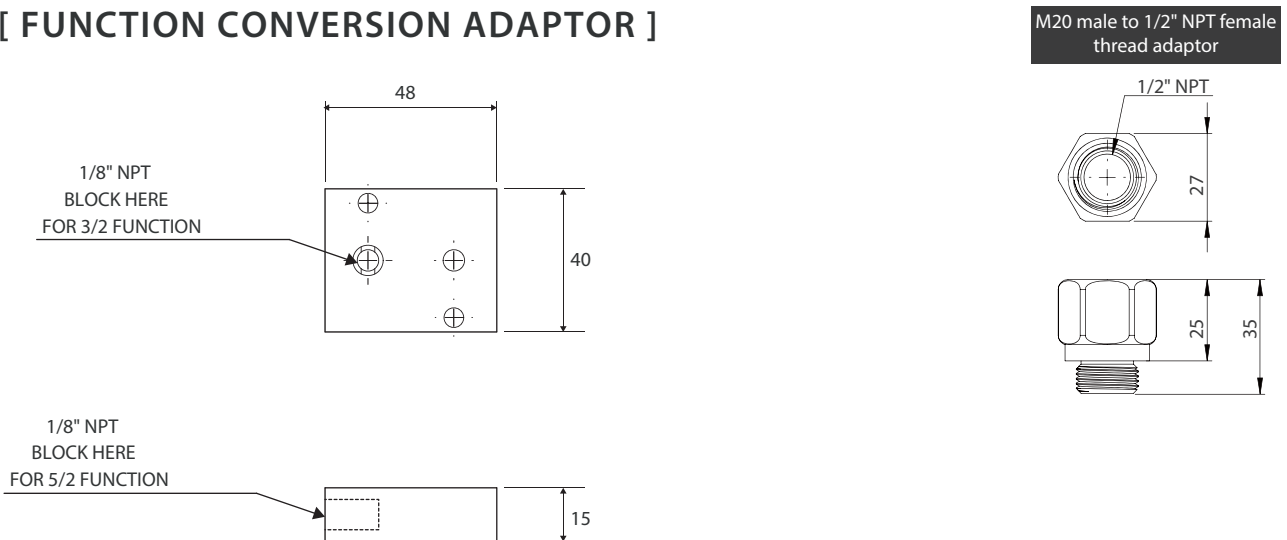 [ FUNCTION CONVERSION ADAPTOR ]
48
1/8" NPT
BLOCK HERE
FOR 3/2 FUNCTION
40
1/8" NPT
BLOCK HERE
FOR 5/2 FUNCTION
15
M20 male to 1/2" NPT female
thread adaptor
1/2" NPT
27
25
35